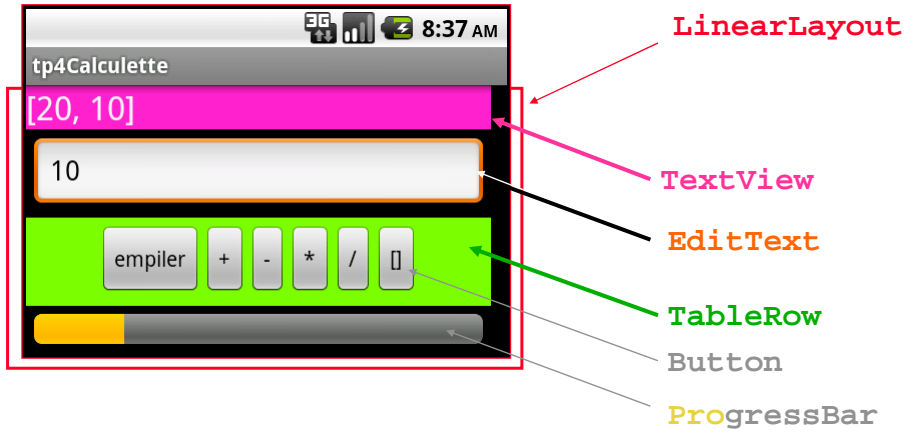 3G 8:37 AM
LinearLayout
tp4Calculette
[20, 10]
10
TextView
EditText
empiler + - * / []
TableRow
Button
ProgressBar